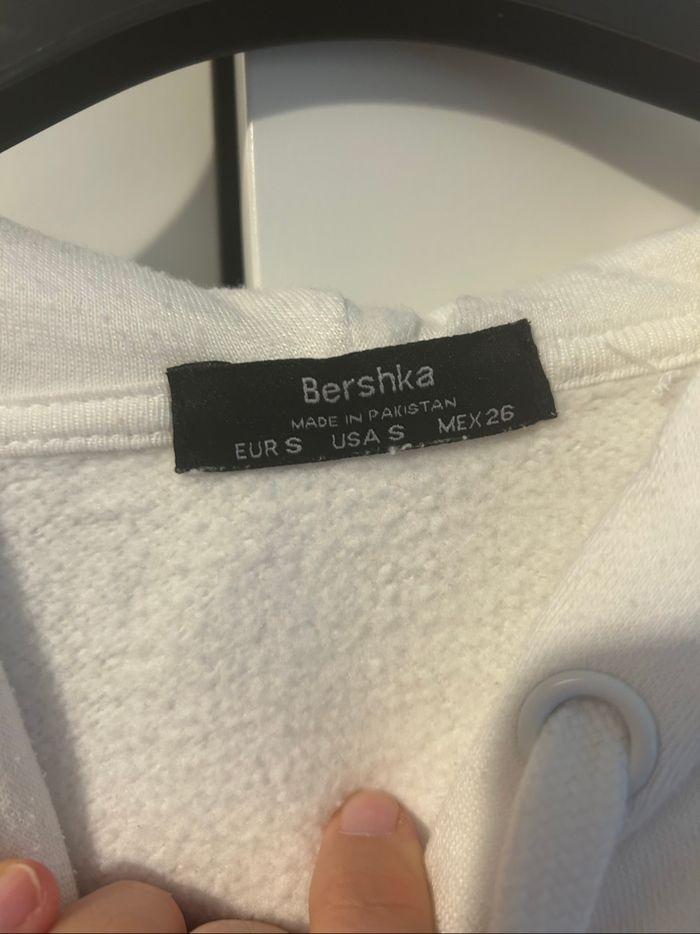 Bershka
MADE IN PAKISTAN
EUR S USA S MEX 26